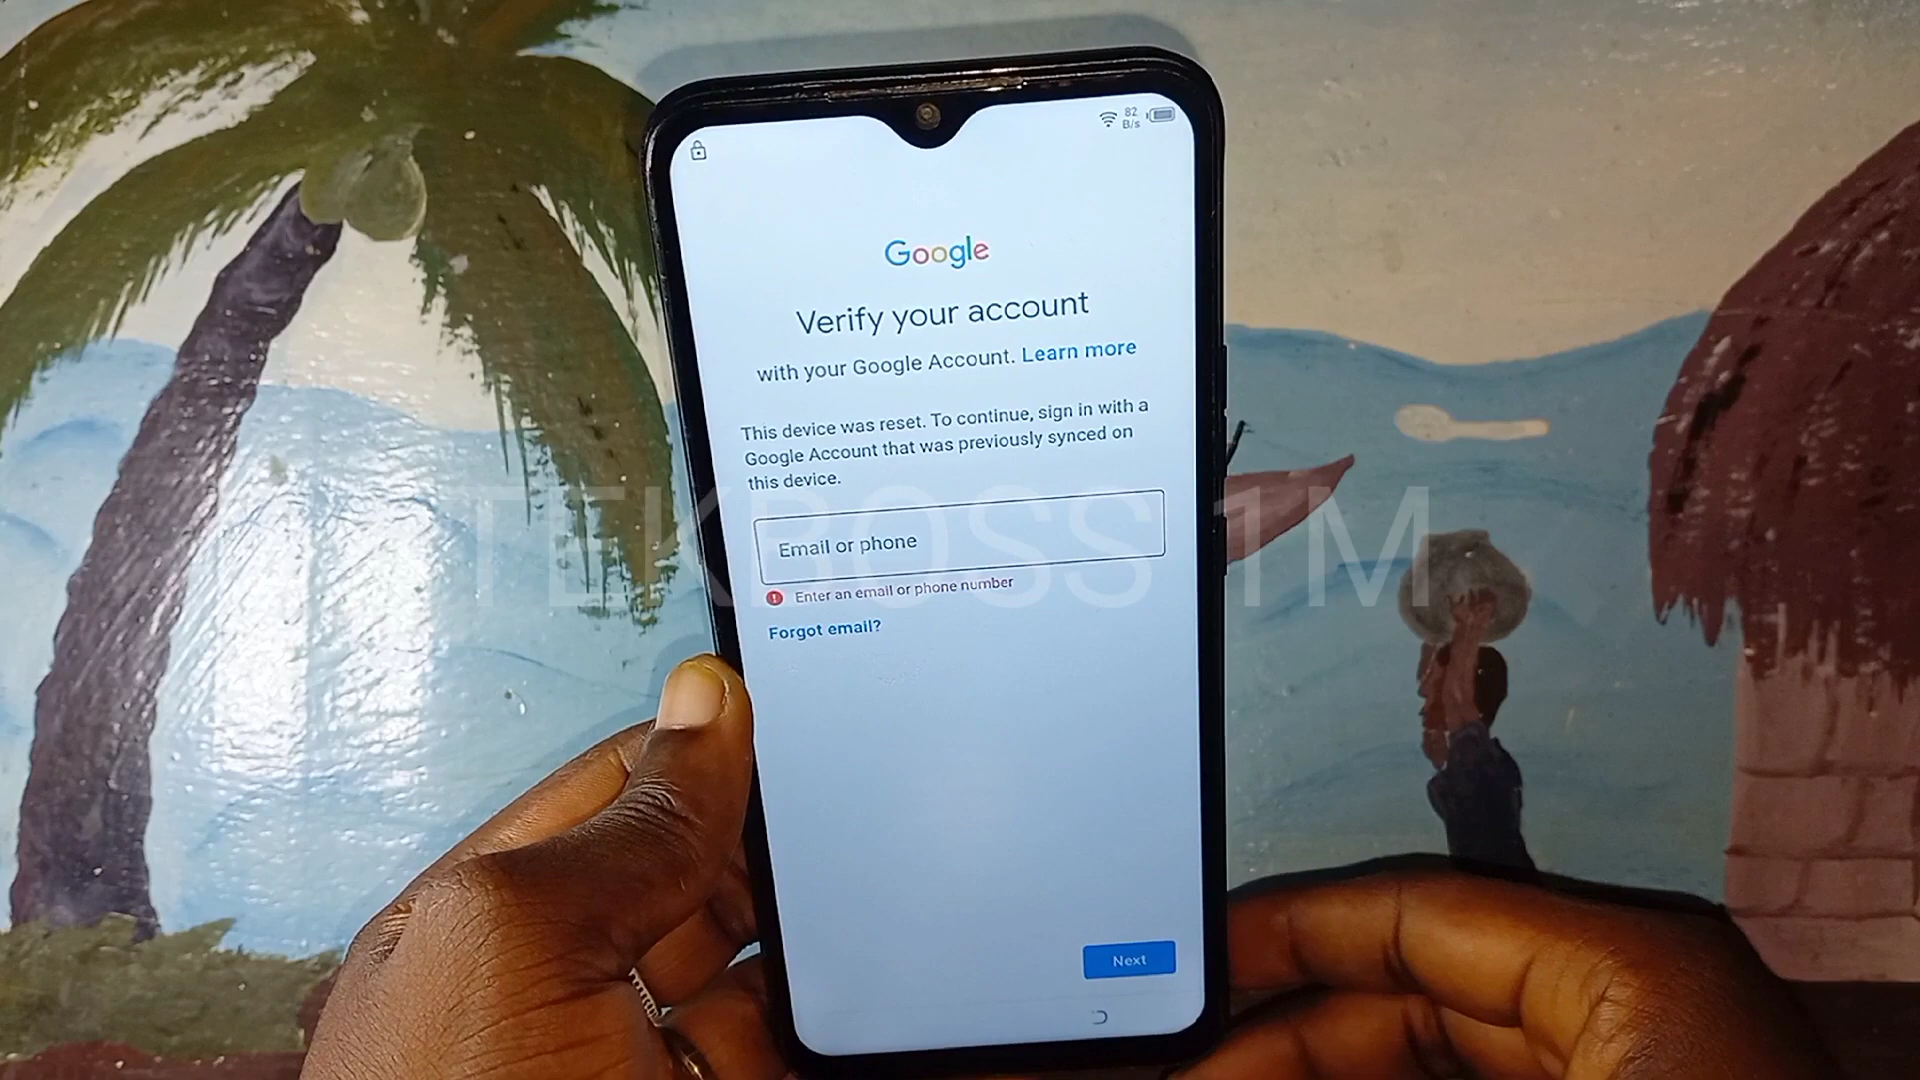 82
B/s
Google
Verify your account
with your Google Account. Learn more
This device was reset. To continue, sign in with a
Google Account that was previously synced on
this device.
TEKBOSS 1M
Email or phone
Enter an email or phone number
Forgot email?
Next